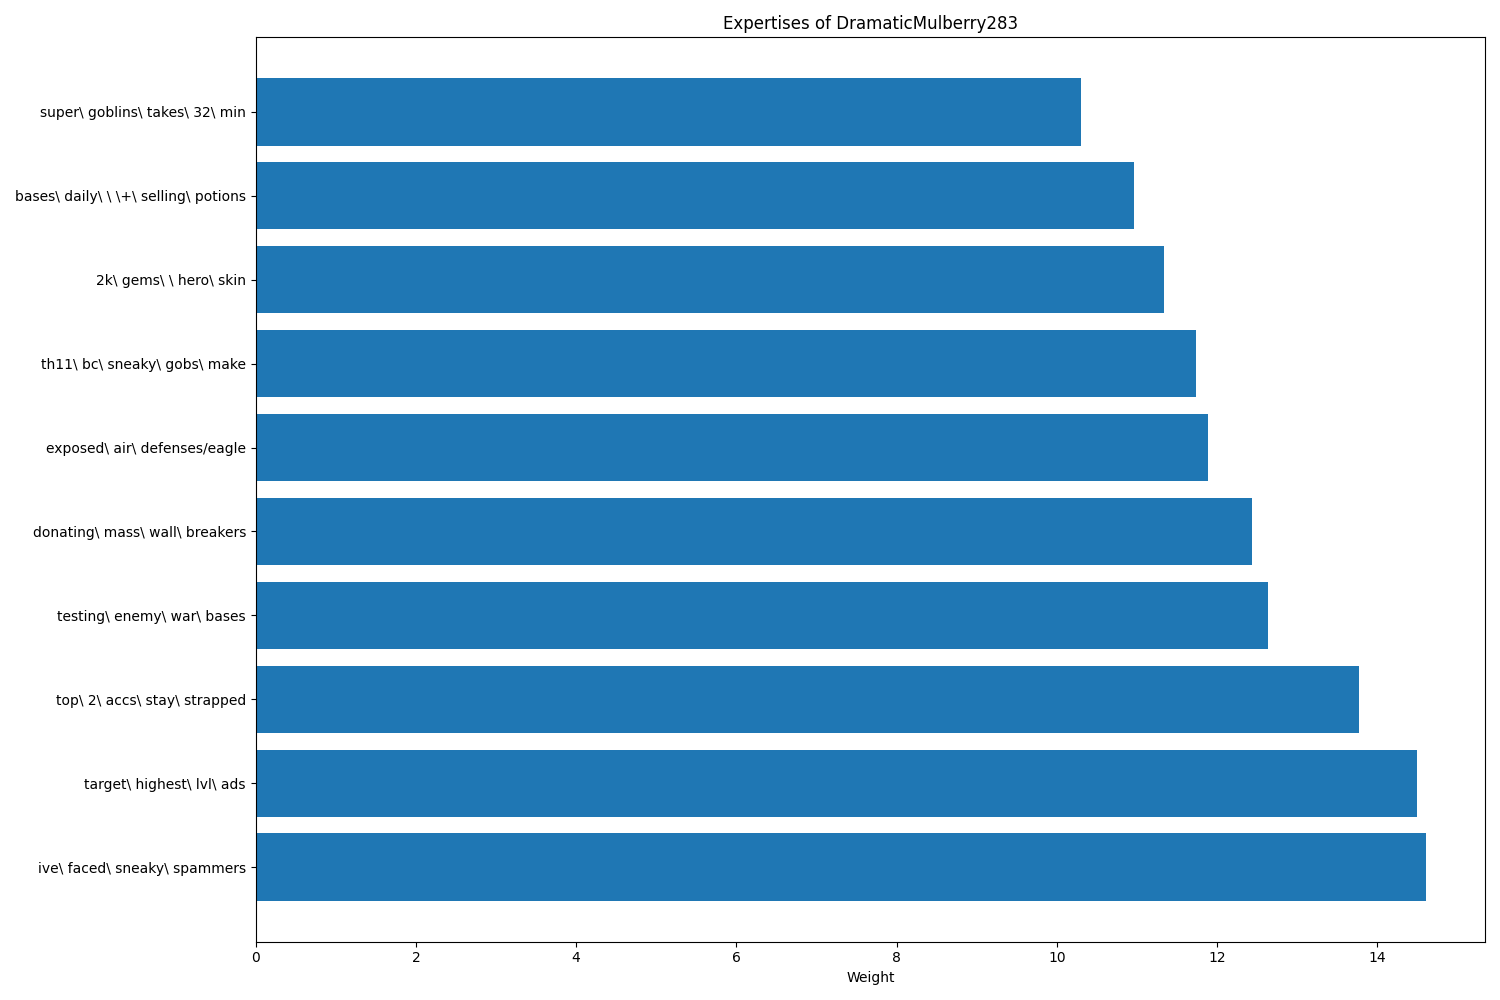 Expertises of DramaticMulberry283
super\ goblins\ takes\ 32\ min
bases\ daily\ \ \+\ selling\ potions
2k\ gems\ \ hero\ skin
th11\ bc\ sneaky\ gobs\ make
exposed\ air\ defenses/eagle
donating\ mass\ wall\ breakers
testing\ enemy\ war\ bases
top\ 2\ accs\ stay\ strapped
target\ highest\ lvl\ ads
ive\ faced\ sneaky\ spammers
0 2 4 6 8 10 12 14
Weight